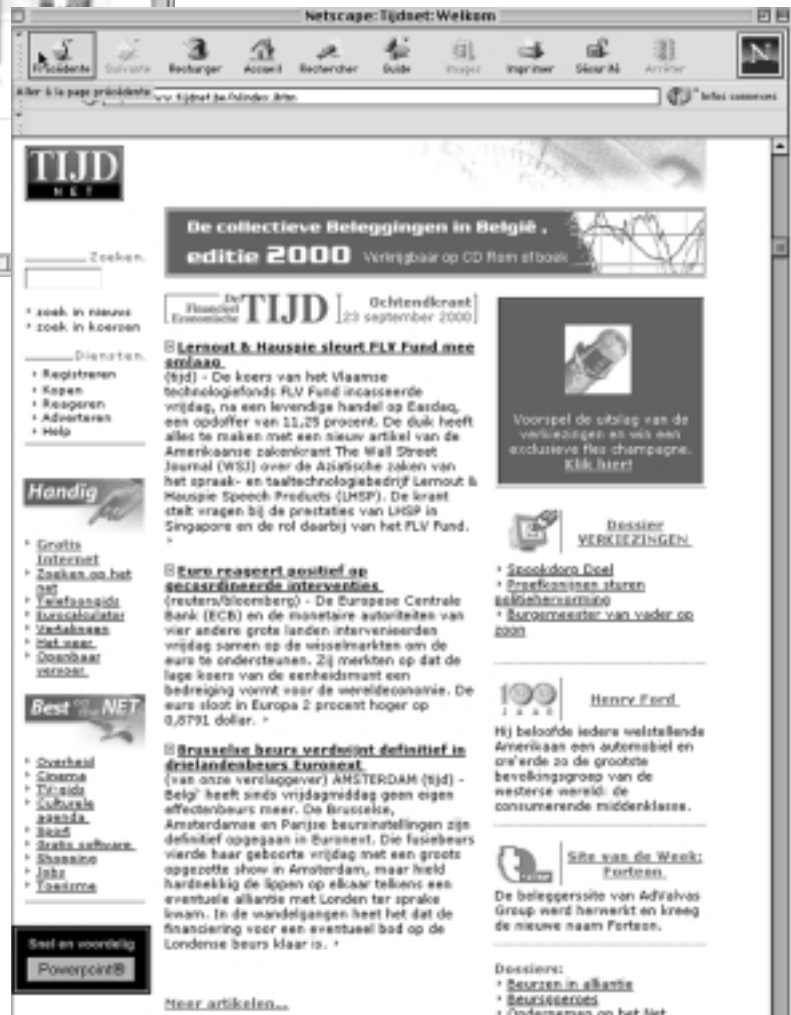 Netscape: Tijdnet: Welkom
Précédente Suivante Recharger Accueil Rechercher Guide Images Imprimer Sécurité Arrêter
N
Aller à la page précédente
Infos connexes
TIJD
NET
De collectieve Beleggingen in België ,
editie 2000 Verkrijgbaar op CD Rom of boek
Zoeken.
zoek in nieuws
zoek in koersen
Diensten.
Registreren
Kopen
Reageren
Adverteren
Help
Handig
Gratis
Internet
Zoeken op het
net
Telefoongids
Eurocalculator
Vertalingen
Het weer
Openbaar
vervoer
Best NET
Overheid
Cinema
TV-gids
Culturele
agenda
Sport
Gratis software
Shopping
Jobs
Toerisme
Snel en voordelig
Powerpoint®
De
Financieel
Economische
TIJD
Ochtendkrant
23 september 2000
Lernout & Hauspie sleurt FLV Fund mee
omlaag
(tijd) - De koers van het Vlaamse
technologiefonds FLV Fund incasseerde
vrijdag, na een levendige handel op Easdaq,
een opdoffer van 11,25 procent. De duik heeft
alles te maken met een nieuw artikel van de
Amerikaanse zakenkrant The Wall Street
Journal (WSJ) over de Aziatische zaken van
het spraak- en taaltechnologiebedrijf Lernout &
Hauspie Speech Products (LHSP). De krant
stelt vragen bij de prestaties van LHSP in
Singapore en de rol daarbij van het FLV Fund.
Euro reageert positief op
gecoördineerde interventies
(reuters/bloomberg) - De Europese Centrale
Bank (ECB) en de monetaire autoriteiten van
vier andere grote landen intervenieerden
vrijdag samen op de wisselmarkten om de
euro te ondersteunen. Zij merkten op dat de
lage koers van de eenheidsmunt een
bedreiging vormt voor de wereldeconomie. De
euro sloot in Europa 2 procent hoger op
0,8791 dollar.
Brusselse beurs verdwijnt definitief in
drielandenbeurs Euronext
(van onze verslaggever) AMSTERDAM (tijd) -
Belgi' heeft sinds vrijdagmiddag geen eigen
effectenbeurs meer. De Brusselse,
Amsterdamse en Parijse beursinstellingen zijn
definitief opgegaan in Euronext. Die fusiebeurs
vierde haar geboorte vrijdag met een groots
opgezette show in Amsterdam, maar hield
hardnekkig de lippen op elkaar telkens een
eventuele alliantie met Londen ter sprake
kwam. In de wandelgangen heet het dat de
financiering voor een eventueel bod op de
Londense beurs klaar is.
Meer artikelen...
Voorspel de uitslag van de
verkiezingen en win een
exclusieve fles champagne.
Klik hier!
Dossier
VERKIEZINGEN
Spookdorp Doel
Proefkonijnen sturen
politiehervorming
Burgemeester van vader op
zoon
100
JAAR
Henry Ford
Hij beloofde iedere welstellende
Amerikaan een automobiel en
cre'erde zo de grootste
bevolkingsgroep van de
westerse wereld: de
consumerende middenklasse.
Site van de Week:
Forteon
De beleggerssite van AdValvas
Group werd herwerkt en kreeg
de nieuwe naam Forteon.
Dossiers:
Beurzen in alliantie
Beursgeroes
Ondernemen op het Net